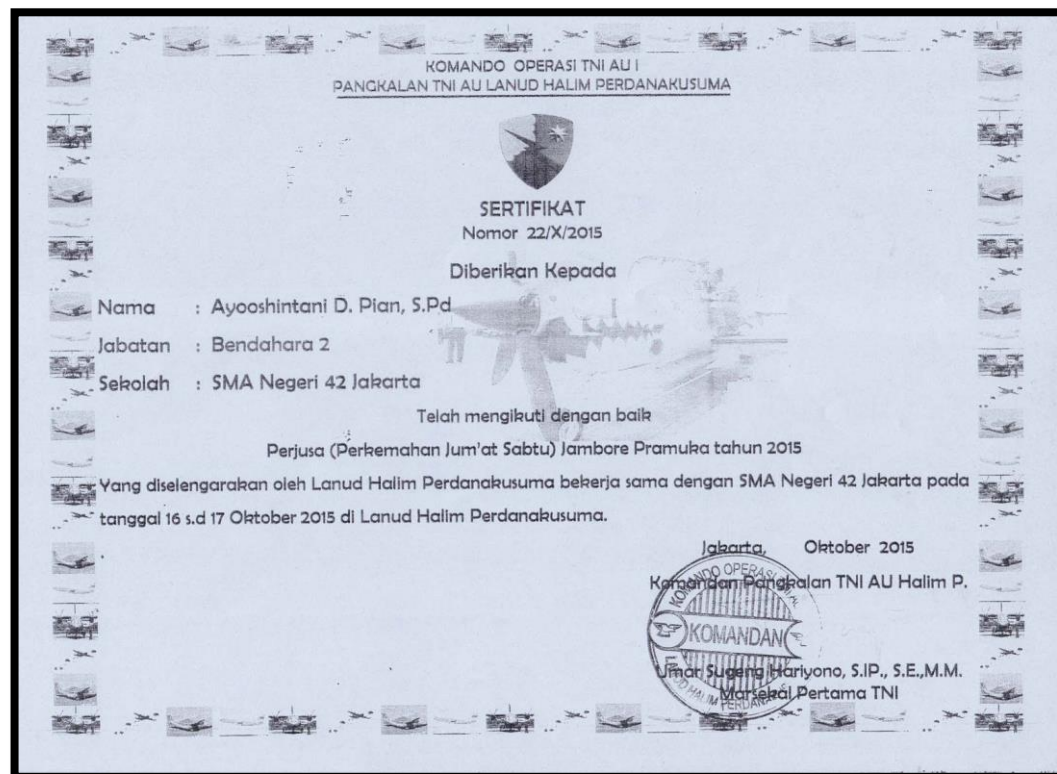 KOMANDO OPERASI TNI AU I
PANGKALAN TNI AU LANUD HALIM PERDANAKUSUMA
SERTIFIKAT
Nomor 22/X/2015
Diberikan Kepada
Nama : Ayooshintani D. Pian, S.Pd
Jabatan : Bendahara 2
Sekolah : SMA Negeri 42 Jakarta
Telah mengikuti dengan baik
Perjusa (Perkemahan Jum'at Sabtu) Jambore Pramuka tahun 2015
Yang diselengarakan oleh Lanud Halim Perdanakusuma bekerja sama dengan SMA Negeri 42 Jakarta pada
tanggal 16 s.d 17 Oktober 2015 di Lanud Halim Perdanakusuma.
Jakarta, Oktober 2015
Komandan Pangkalan TNI AU Halim P.
KOMANDO OPERASI
KOMANDAN
LANUD HALIM
Umar Sugeng Hariyono, S.IP., S.E.,M.M.
Marsekal Pertama TNI